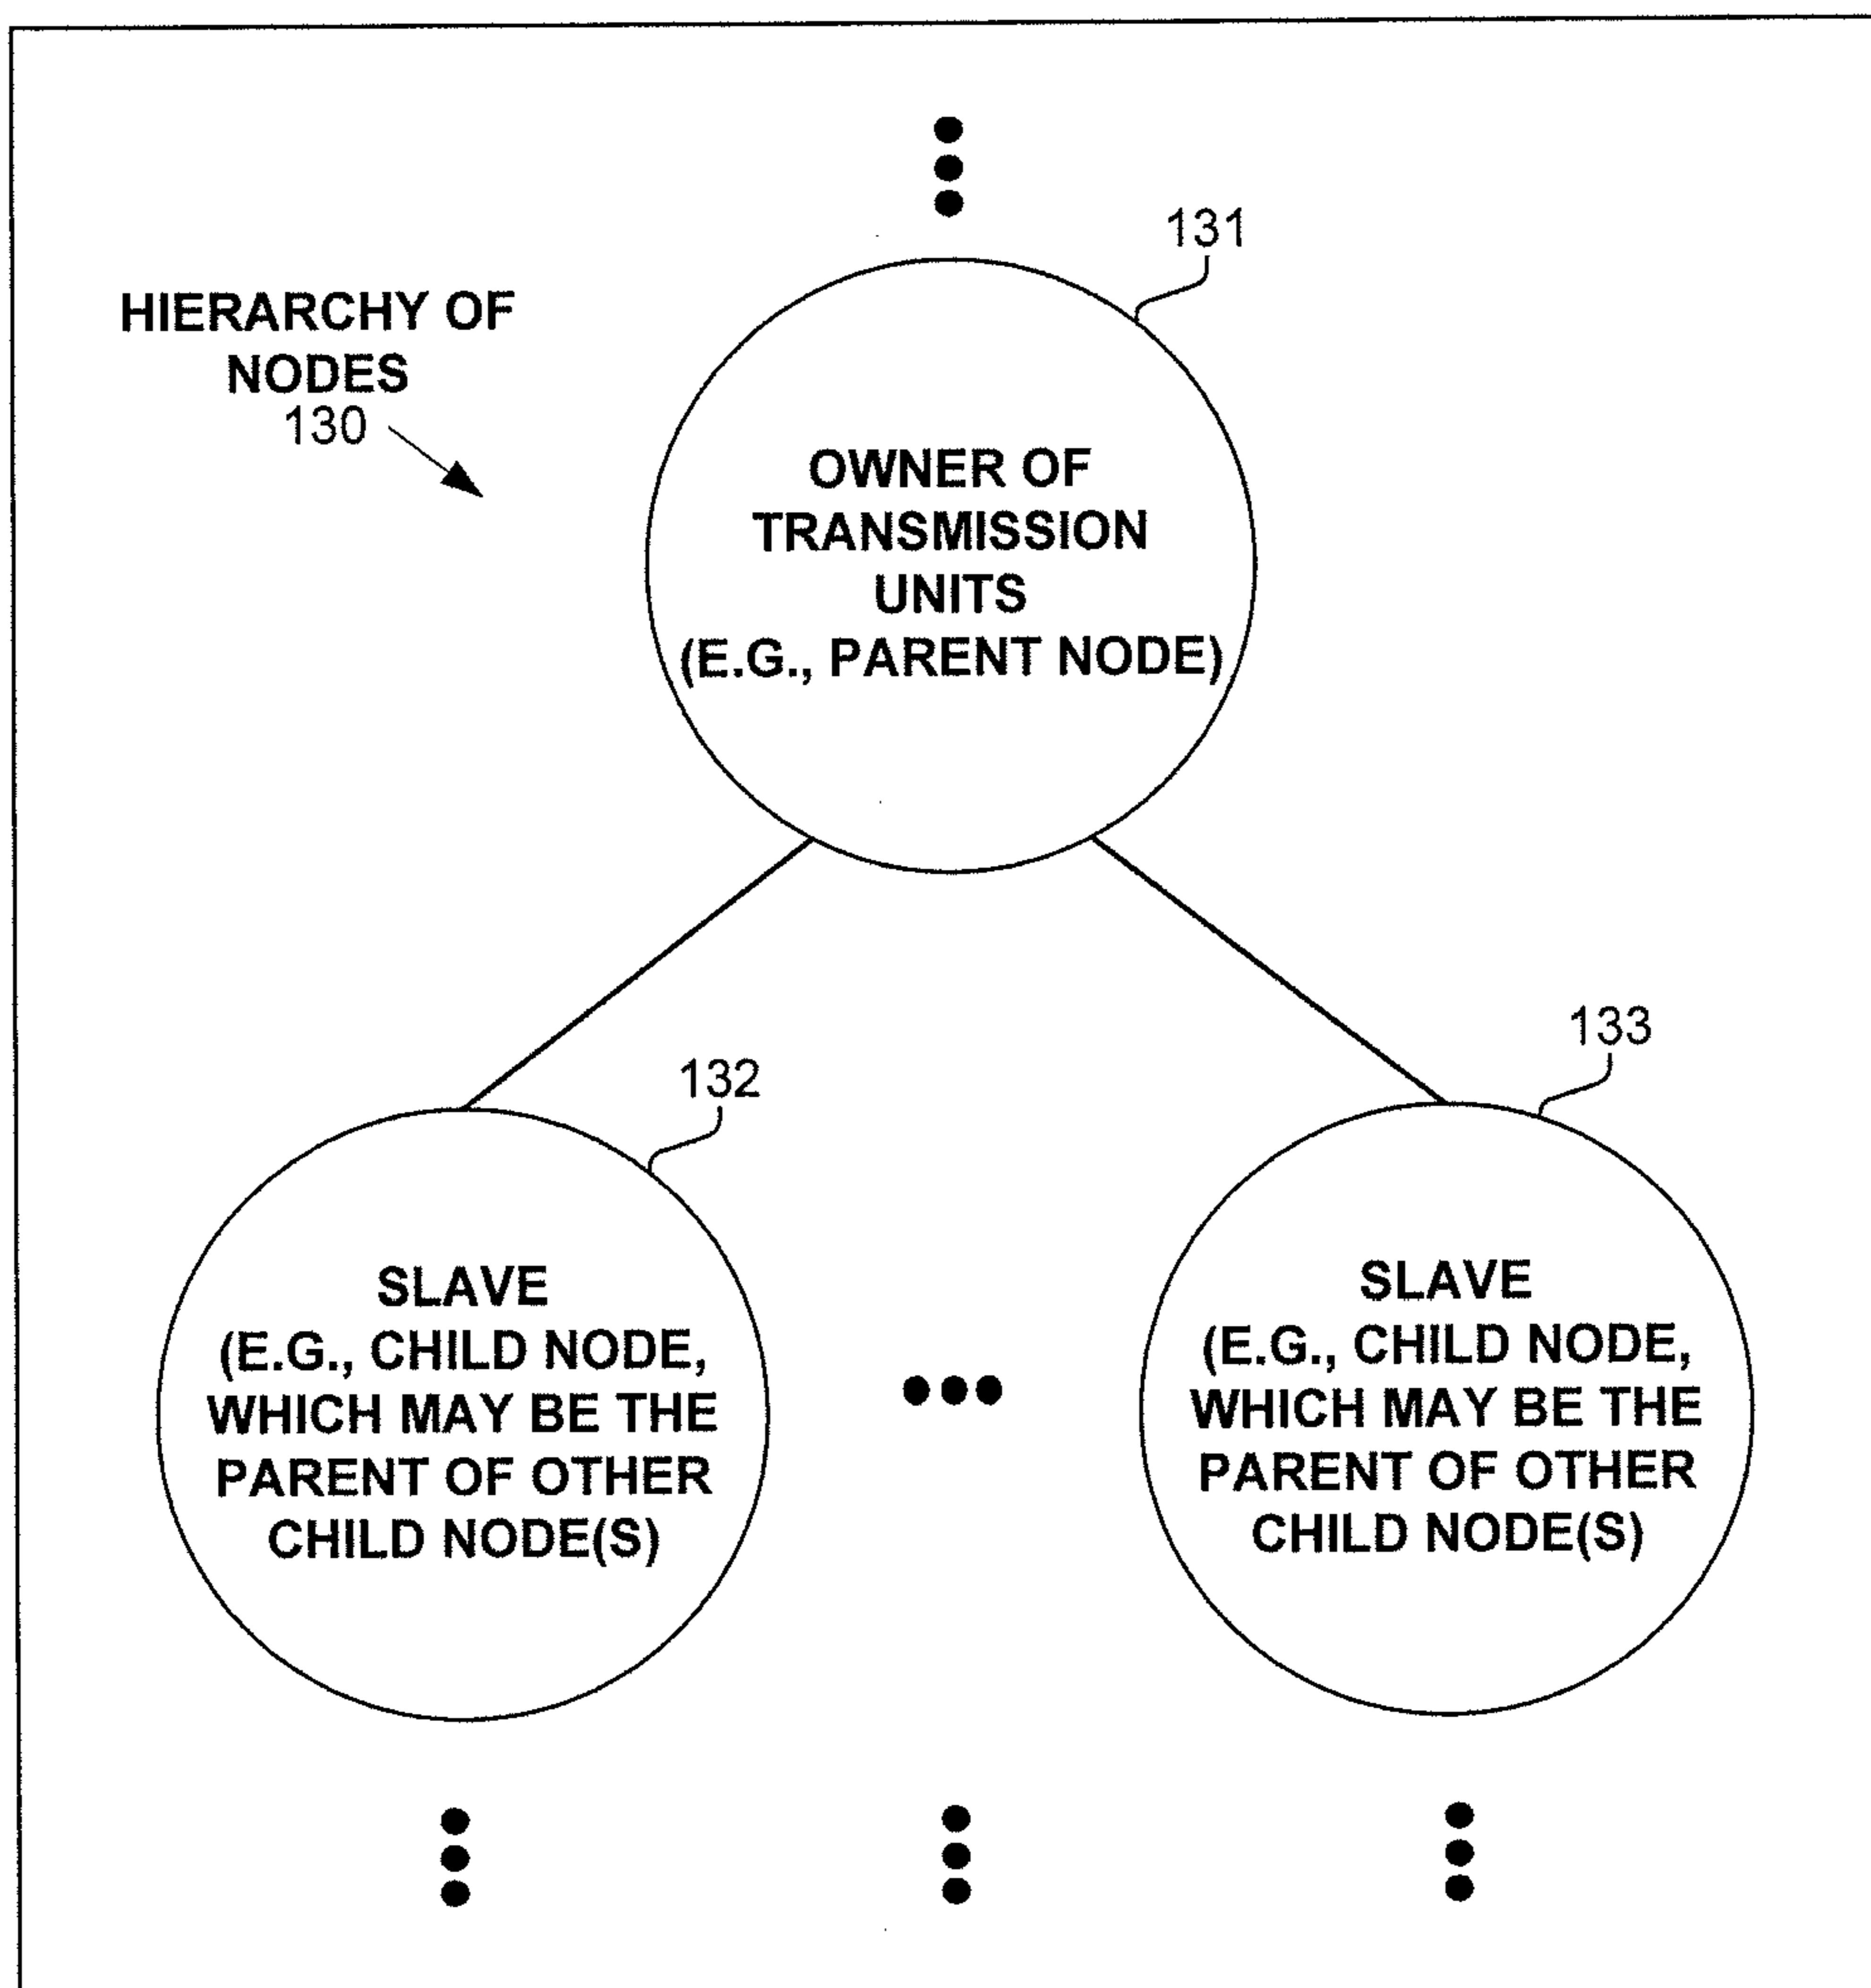 131
HIERARCHY OF
NODES
130
OWNER OF
TRANSMISSION
UNITS
(E.G., PARENT NODE)
132
133
SLAVE
(E.G., CHILD NODE,
WHICH MAY BE THE
PARENT OF OTHER
CHILD NODE(S)
SLAVE
(E.G., CHILD NODE,
WHICH MAY BE THE
PARENT OF OTHER
CHILD NODE(S)